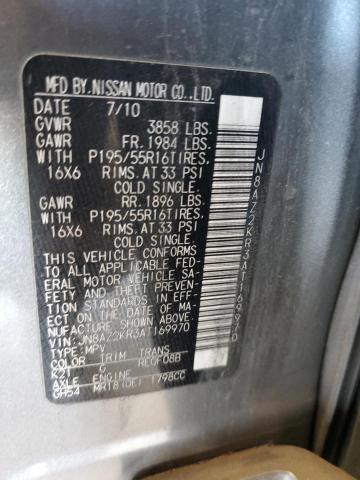 MFD BY.NISSAN MOTOR CO.,LTD.
DATE 7/10
GVWR 3858 LBS.
GAWR FR.1984 LBS.
WITH P195/55R16TIRES.
16X6 RIMS.AT 33 PSI
COLD SINGLE.
GAWR RR.1896 LBS.
WITH P195/55R16TIRES.
16X6 RIMS.AT 33 PSI
COLD SINGLE.
THIS VEHICLE CONFORMS
TO ALL APPLICABLE FED-
ERAL MOTOR VEHICLE SA-
FETY AND THEFT PREVEN-
TION STANDARDS IN EFF-
ECT ON THE DATE OF MA-
NUFACTURE SHOWN ABOVE.
VIN:JN8AZ2KR3AT169970
TYPE:MPV
COLOR TRIM TRANS
K21 G RE0F08B
AXLE ENGINE
GH54 MR18(DE) 1798CC
JN8AZ2KR3AT169970